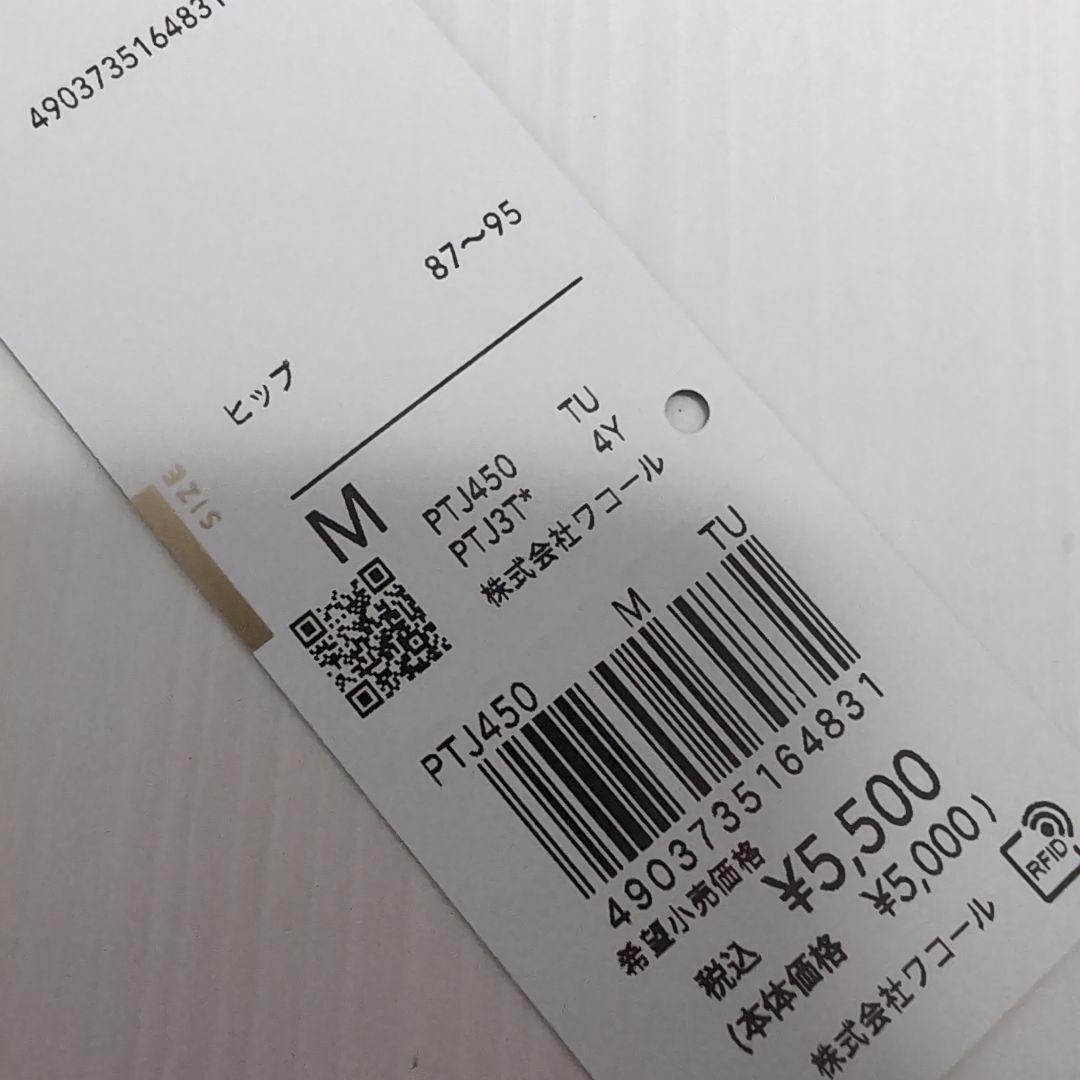 4903735164831
87～95
ヒップ
SIZE
M
PTJ450 TU
PTJ3T* 4Y
株式会社ワコール
PTJ450 M TU
4903735164831
希望小売価格
税込 ¥5,500
(本体価格 ¥5,000)
株式会社ワコール
RFID